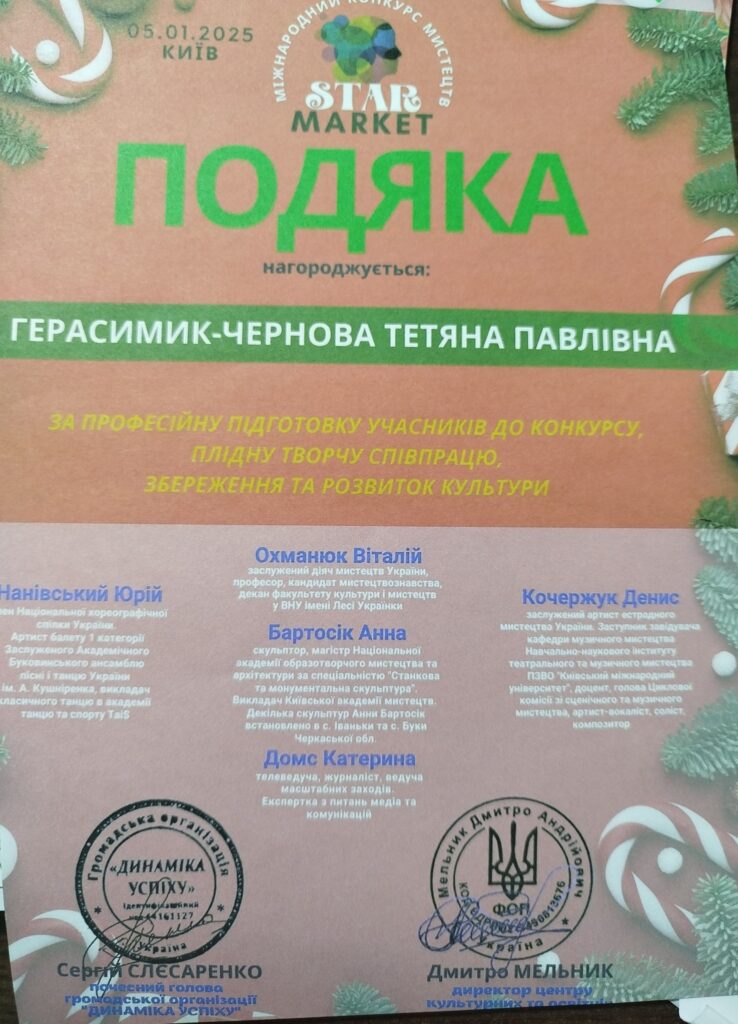 05.01.2025
КИЇВ
МІЖНАРОДНИЙ КОНКУРС МИСТЕЦТВ
STAR
MARKET
ПОДЯКА
нагороджується:
ГЕРАСИМИК-ЧЕРНОВА ТЕТЯНА ПАВЛІВНА
ЗА ПРОФЕСІЙНУ ПІДГОТОВКУ УЧАСНИКІВ ДО КОНКУРСУ,
ПЛІДНУ ТВОРЧУ СПІВПРАЦЮ,
ЗБЕРЕЖЕННЯ ТА РОЗВИТОК КУЛЬТУРИ
Нанівський Юрій
Національної хореографічної
спілки України.
Артист балету 1 категорії
Заслуженого Академічного
Буковинського ансамблю
пісні і танцю України
ім. А. Кушніренка, викладач
класичного танцю в академії
танцю та спорту TaiS
Охманюк Віталій
заслужений діяч мистецтв України,
професор, кандидат мистецтвознавства,
декан факультету культури і мистецтв
у ВНУ імені Лесі Українки
Бартосік Анна
скульптор, магістр Національної
академії образотворчого мистецтва та
архітектури за спеціальністю "Станкова
та монументальна скульптура".
Викладач Київської академії мистецтв.
Декілька скульптур Анни Бартосік
встановлено в с. Іваньки та с. Буки
Черкаської обл.
Домс Катерина
телеведуча, журналіст, ведуча
масштабних заходів.
Експертка з питань медіа та
комунікацій
Кочержук Денис
заслужений артист естрадного
мистецтва України. Заступник завідувача
кафедри музичного мистецтва
Навчально-наукового інституту
театрального та музичного мистецтва
ПЗВО "Київський міжнародний
університет", доцент, голова Циклової
комісії зі сценічного та музичного
мистецтва, артист-вокаліст, соліст,
композитор
Громадська організація
«ДИНАМІКА
УСПІХУ»
Ідентифікаційний
44161127
Україна
Сергій СЛЄСАРЕНКО
почесний голова
громадської організації
"ДИНАМІКА УСПІХУ"
Мельник Дмитро Андрійович
ФОП
Україна
Дмитро МЕЛЬНИК
директор центру
культурних та освітніх